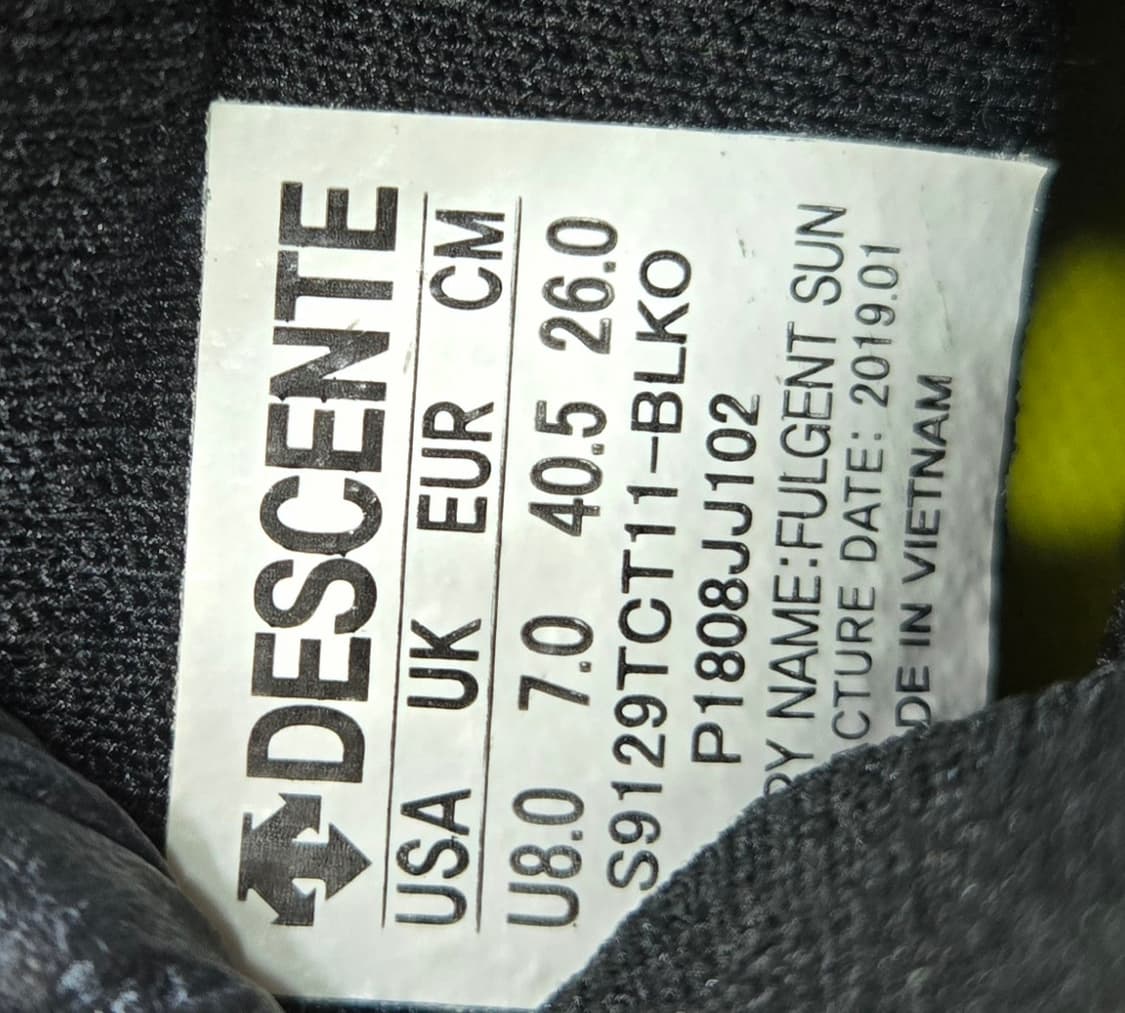 DESCENTE
USA UK EUR CM
U8.0 7.0 40.5 26.0
S9129TCT11-BLKO
P1808JJ102
RY NAME:FULGENT SUN
CTURE DATE: 2019.01
DE IN VIETNAM